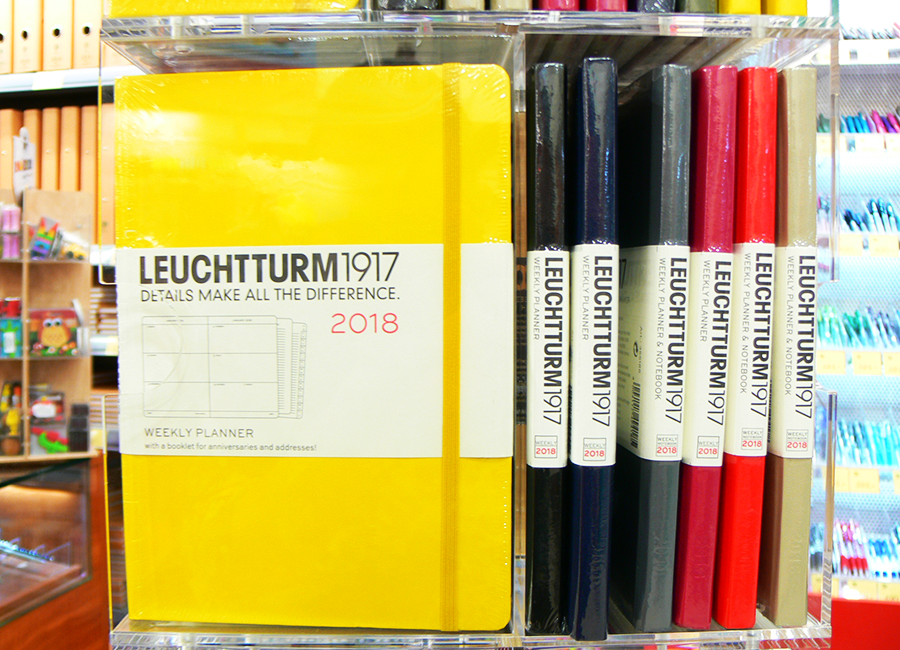 LEUCHTTURM1917
DETAILS MAKE ALL THE DIFFERENCE.
2018
WEEKLY PLANNER
with a booklet for anniversaries and addresses!
LEUCHTTURM1917
WEEKLY PLANNER
WEEKLY
2018
LEUCHTTURM1917
WEEKLY PLANNER
WEEKLY
2018
LEUCHTTURM1917
WEEKLY PLANNER & NOTEBOOK
WEEKLY
NOTEBOOK
2018
LEUCHTTURM1917
WEEKLY PLANNER
WEEKLY
2018
LEUCHTTURM1917
WEEKLY PLANNER & NOTEBOOK
WEEKLY
NOTEBOOK
2018
LEUCHTTURM1917
WEEKLY PLANNER & NOTEBOOK
WEEKLY
NOTEBOOK
2018